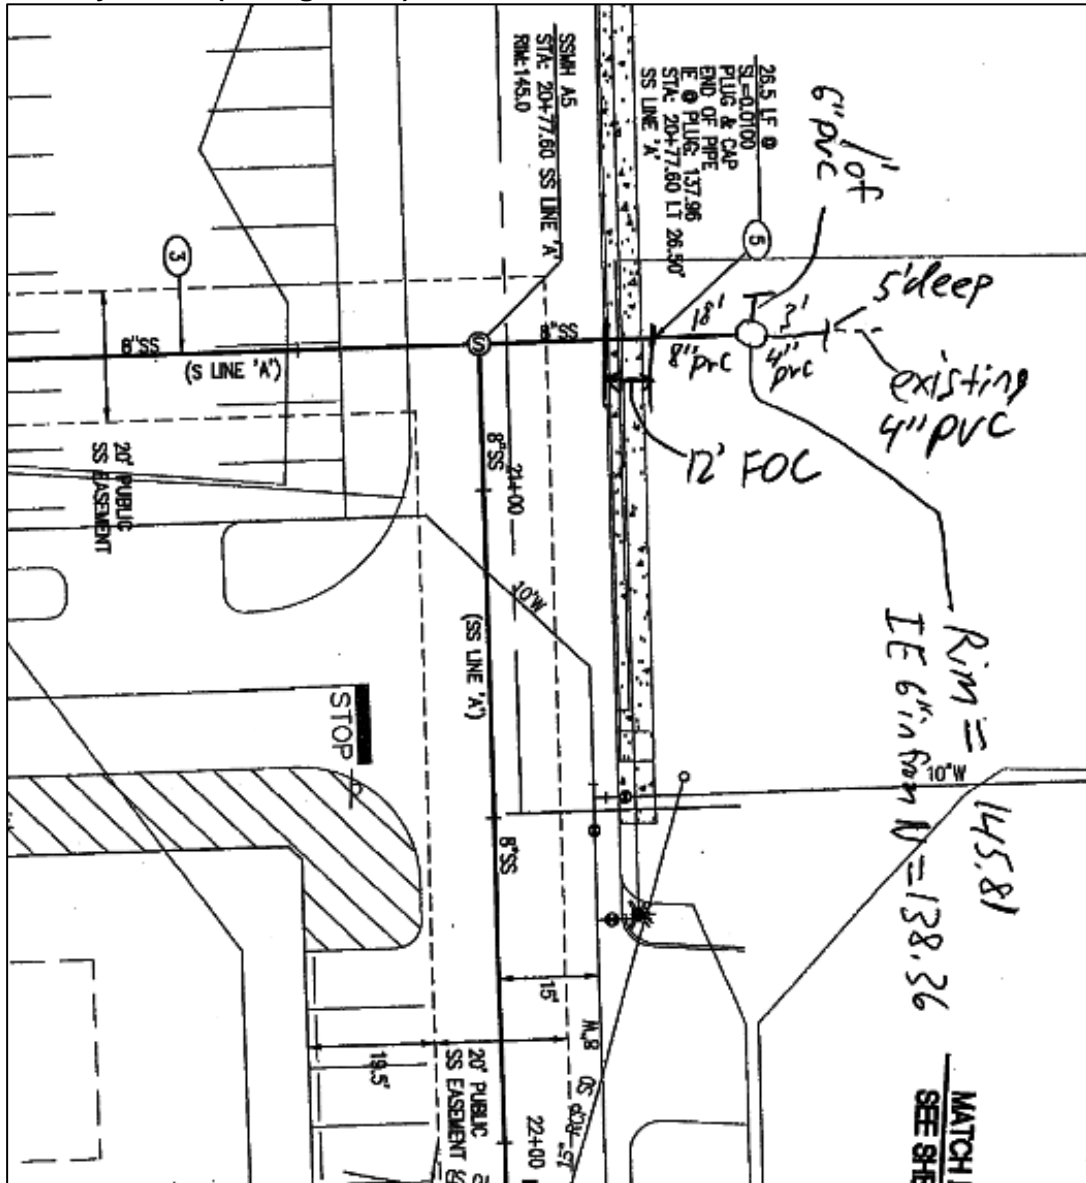 SSMH A5
STA: 20+77.60 SS LINE 'A'
RIM:145.0
26.5 LF @
SL=0.0100
PLUG & CAP
END OF PIPE
IE @ PLUG: 137.96
STA: 20+77.60 LT 26.50'
SS LINE 'A'
6" / 1' of
pvc
5
3
5' deep
18'
3'
8"SS
8"SS
8" pvc
4"
pvc
existing
4" PVC
(S LINE 'A')
8"SS
21+00
12' FOC
20' PUBLIC
SS EASEMENT
10"W
(SS LINE 'A')
STOP
Rim = 145.81
IE 6" in from N = 138.36
10"W
8"SS
15'
8"W
19.5'
20' PUBLIC
SS EASEMENT
22+00
SD
MATCH
SEE SHE
S